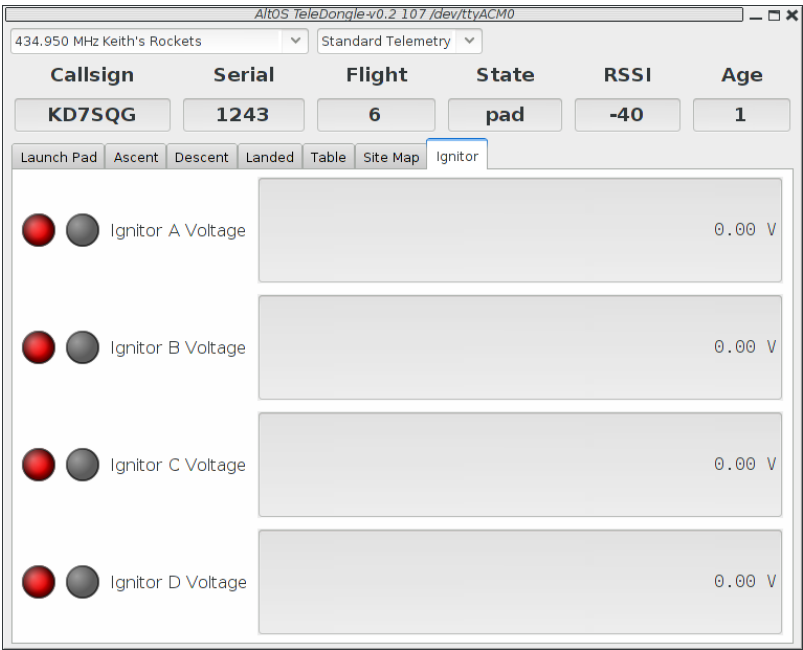 AltOS TeleDongle-v0.2 107 /dev/ttyACM0
434.950 MHz Keith's Rockets Standard Telemetry
Callsign Serial Flight State RSSI Age
KD7SQG 1243 6 pad -40 1
Launch Pad Ascent Descent Landed Table Site Map Ignitor
Ignitor A Voltage 0.00 V
Ignitor B Voltage 0.00 V
Ignitor C Voltage 0.00 V
Ignitor D Voltage 0.00 V